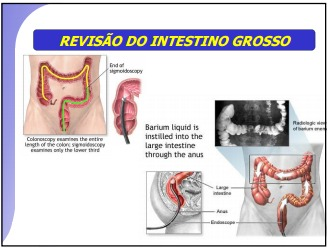 REVISÃO DO INTESTINO GROSSO
End of
sigmoidoscopy
Colonoscopy examines the entire
length of the colon; sigmoidoscopy
examines only the lower third
Barium liquid is
instilled into the
large intestine
through the anus
Radiologic view
of barium enema
Large
intestine
Anus
Endoscope